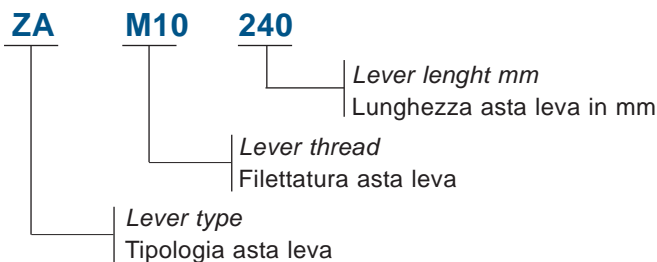 ZA M10 240
Lever lenght mm
Lunghezza asta leva in mm
Lever thread
Filettatura asta leva
Lever type
Tipologia asta leva